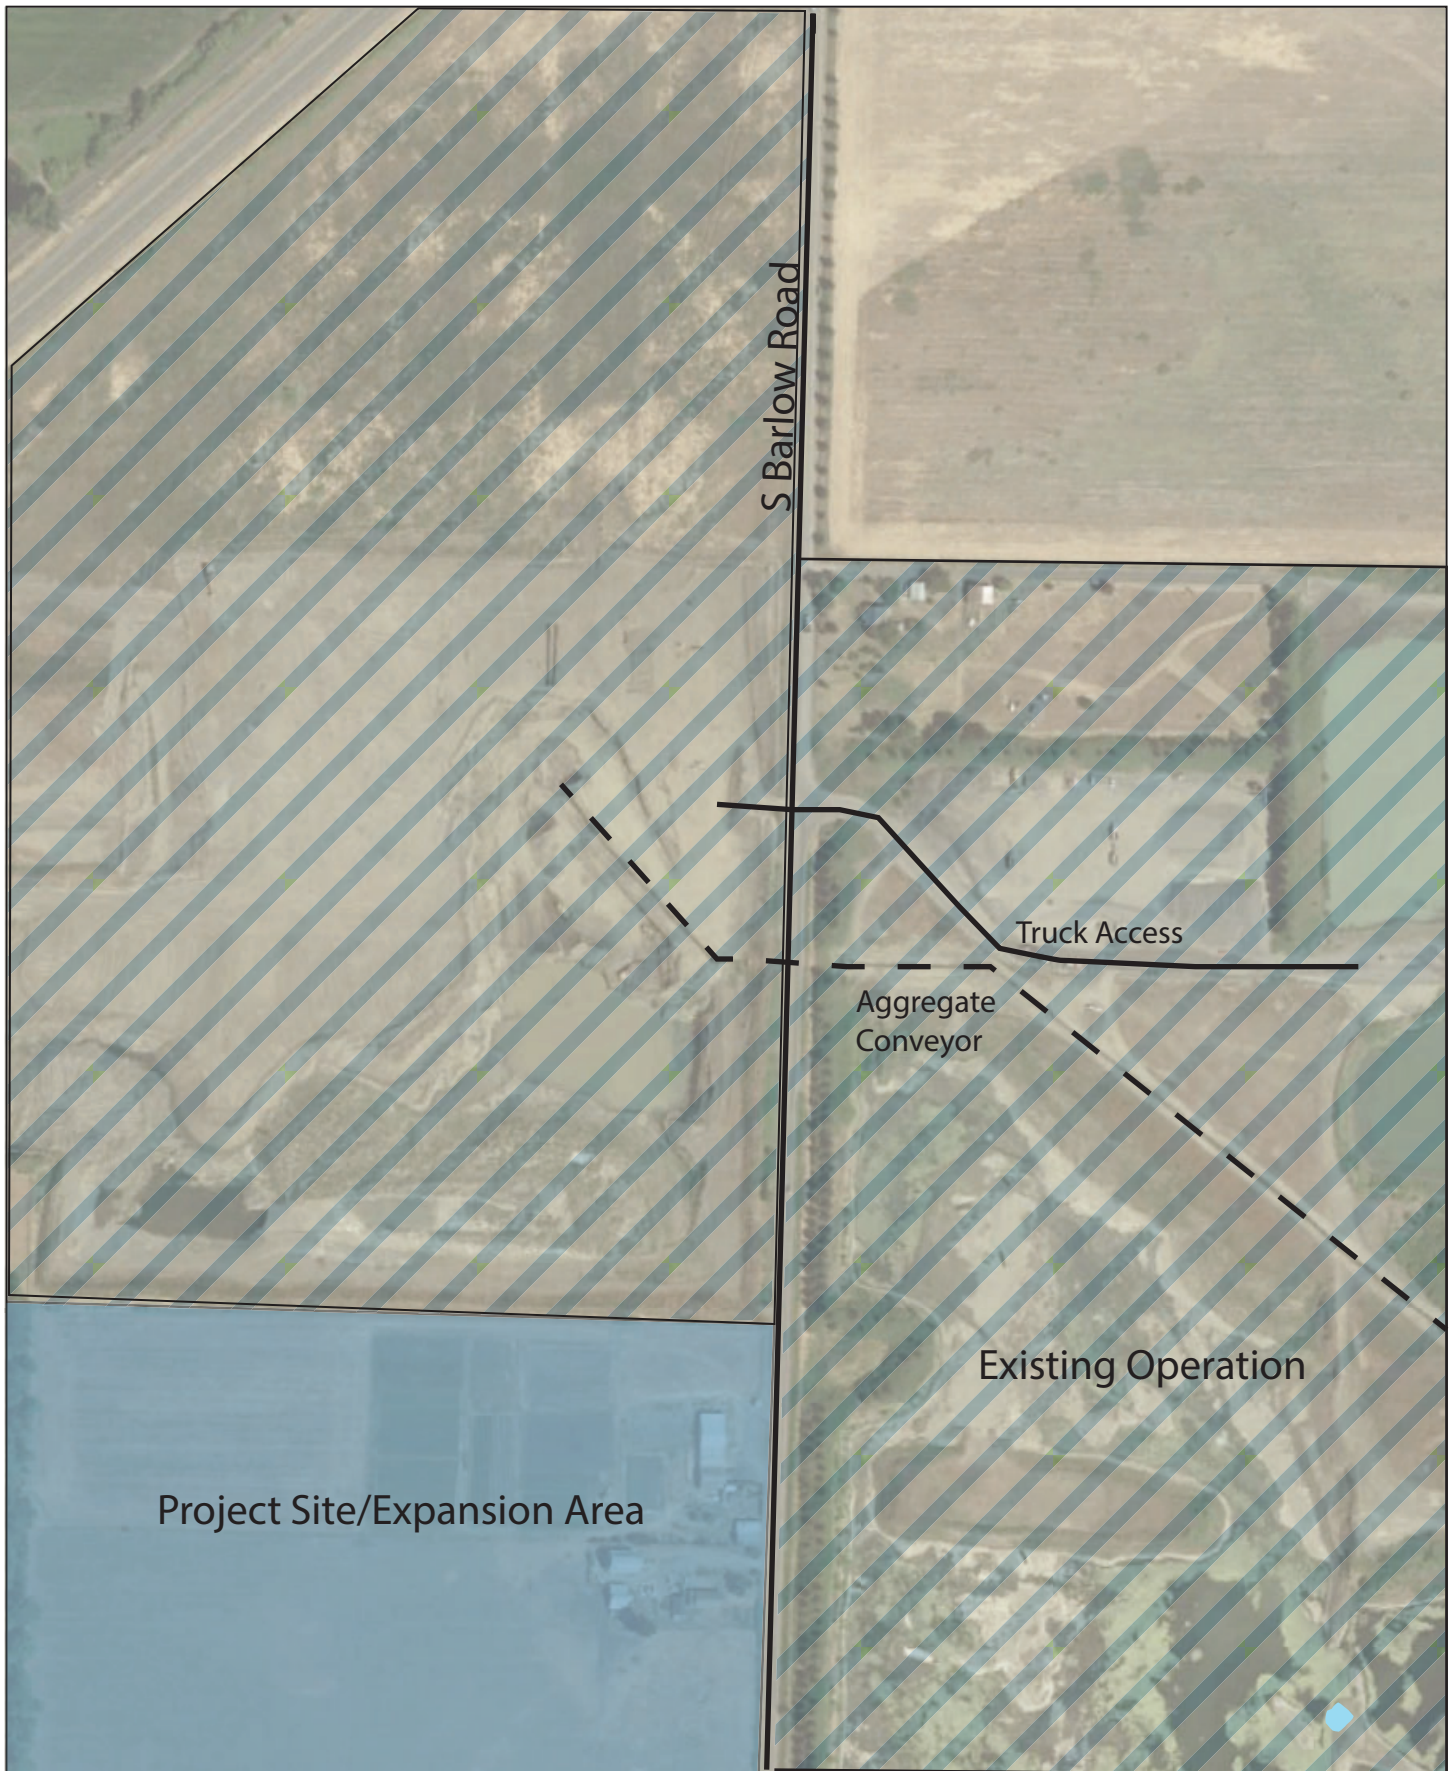 S Barlow Road
Truck Access
Aggregate
Conveyor
Existing Operation
Project Site/Expansion Area